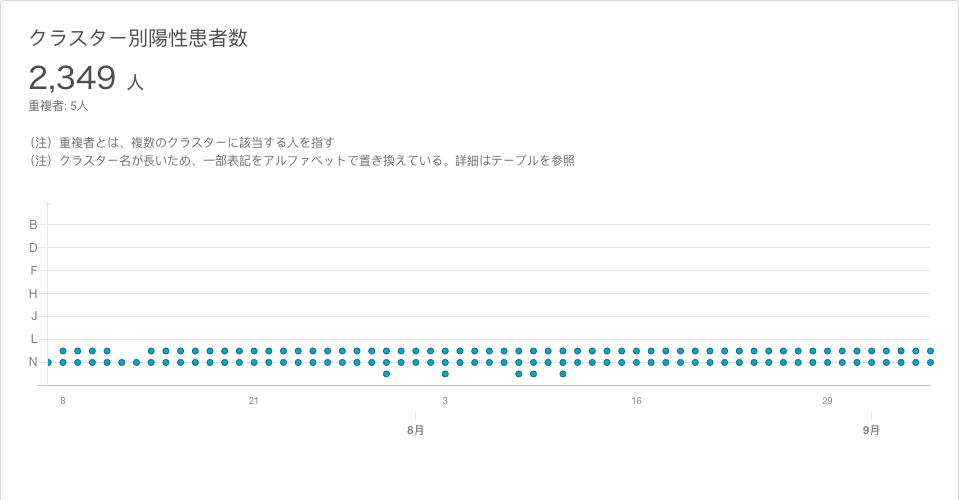 クラスター別陽性患者数
2,349 人
重複者: 5人
（注）重複者とは、複数のクラスターに該当する人を指す
（注）クラスター名が長いため、一部表記をアルファベットで置き換えている。詳細はテーブルを参照
B
D
F
H
J
L
N
8 21 3 16 29
8月 9月